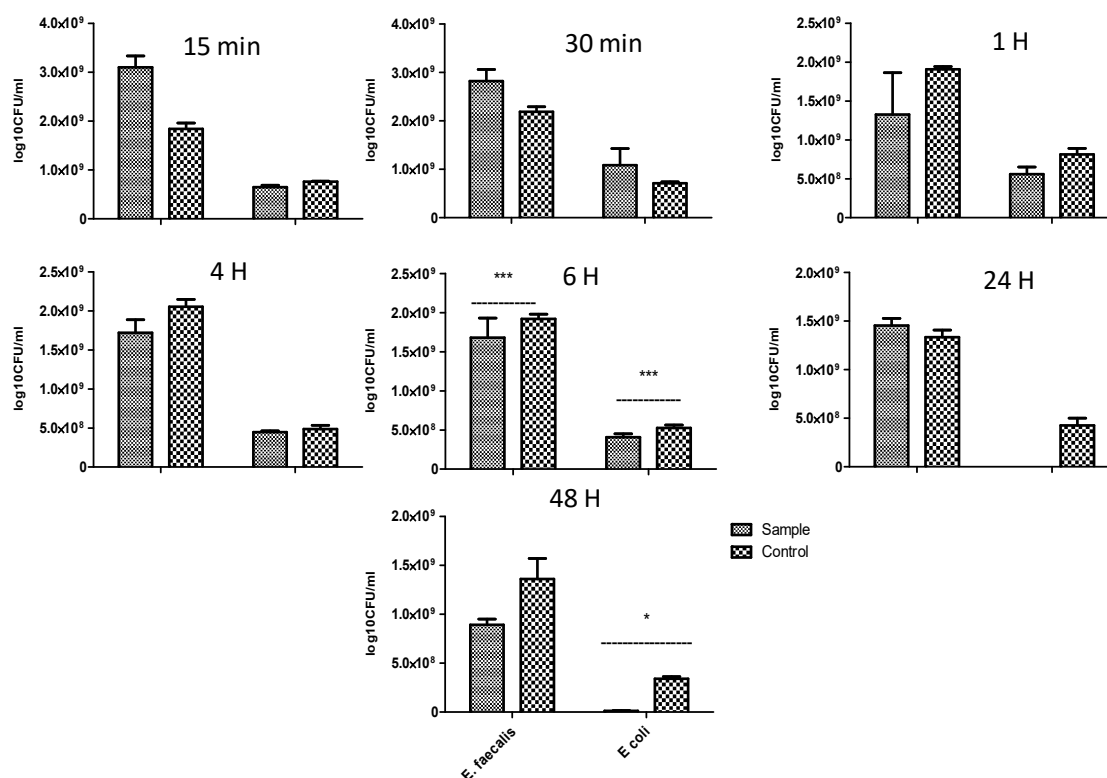 15 min
log10CFU/ml
4.0x10⁹
3.0x10⁹
2.0x10⁹
1.0x10⁹
0
30 min
log10CFU/ml
4.0x10⁹
3.0x10⁹
2.0x10⁹
1.0x10⁹
0
1 H
log10CFU/ml
2.5x10⁹
2.0x10⁹
1.5x10⁹
1.0x10⁹
5.0x10⁸
0
4 H
log10CFU/ml
2.5x10⁹
2.0x10⁹
1.5x10⁹
1.0x10⁹
5.0x10⁸
0
6 H
log10CFU/ml
2.5x10⁹
2.0x10⁹
1.5x10⁹
1.0x10⁹
5.0x10⁸
0
***
***
24 H
log10CFU/ml
2.0x10⁹
1.5x10⁹
1.0x10⁹
5.0x10⁸
0
48 H
log10CFU/ml
2.0x10⁹
1.5x10⁹
1.0x10⁹
5.0x10⁸
0
*
E. faecalis
E coli
Sample
Control